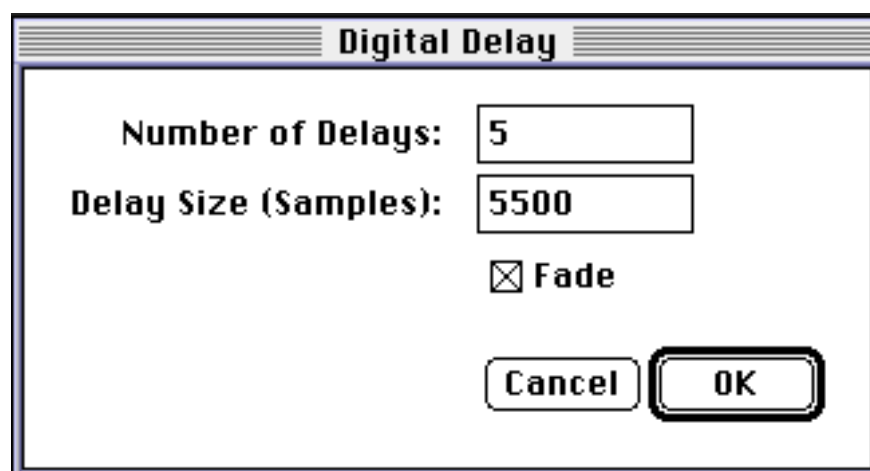 Digital Delay
Number of Delays: 5
Delay Size (Samples): 5500
Fade
Cancel OK